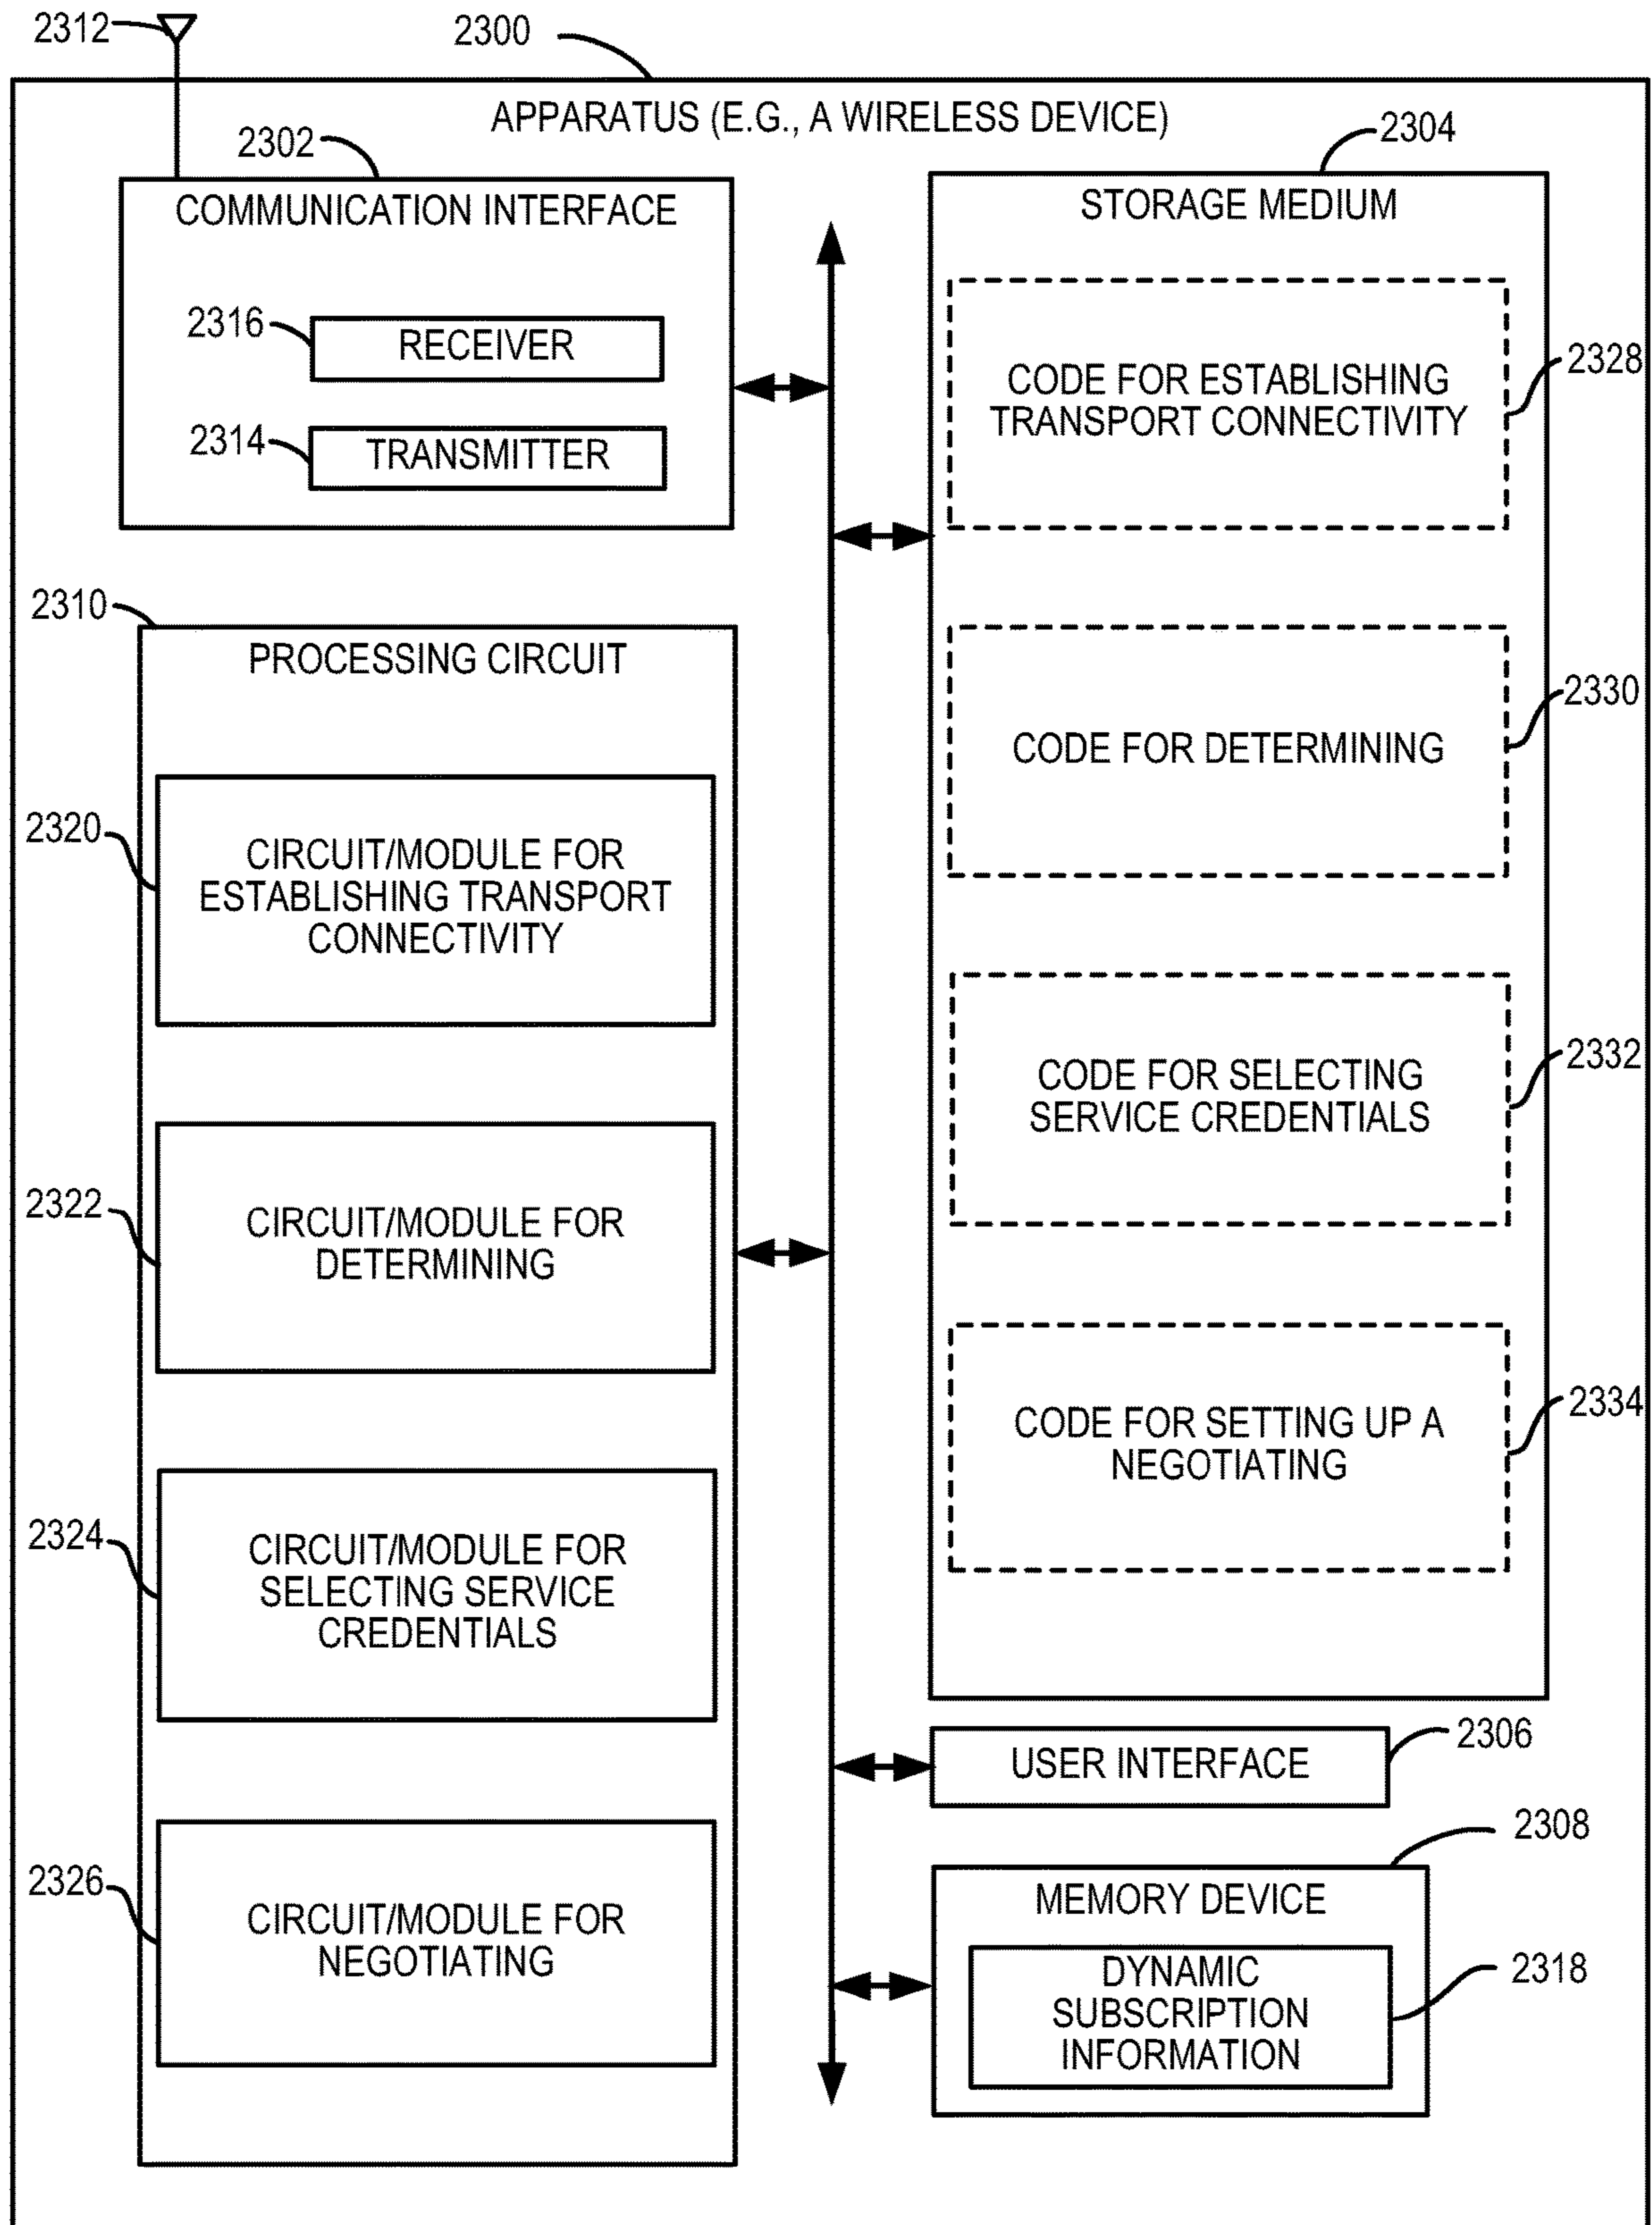 2312
2300
APPARATUS (E.G., A WIRELESS DEVICE)
2302
COMMUNICATION INTERFACE
2316
RECEIVER
2314
TRANSMITTER
2310
PROCESSING CIRCUIT
2320
CIRCUIT/MODULE FOR
ESTABLISHING TRANSPORT
CONNECTIVITY
2322
CIRCUIT/MODULE FOR
DETERMINING
2324
CIRCUIT/MODULE FOR
SELECTING SERVICE
CREDENTIALS
2326
CIRCUIT/MODULE FOR
NEGOTIATING
2304
STORAGE MEDIUM
CODE FOR ESTABLISHING
TRANSPORT CONNECTIVITY
2328
CODE FOR DETERMINING
2330
CODE FOR SELECTING
SERVICE CREDENTIALS
2332
CODE FOR SETTING UP A
NEGOTIATING
2334
USER INTERFACE
2306
2308
MEMORY DEVICE
DYNAMIC
SUBSCRIPTION
INFORMATION
2318